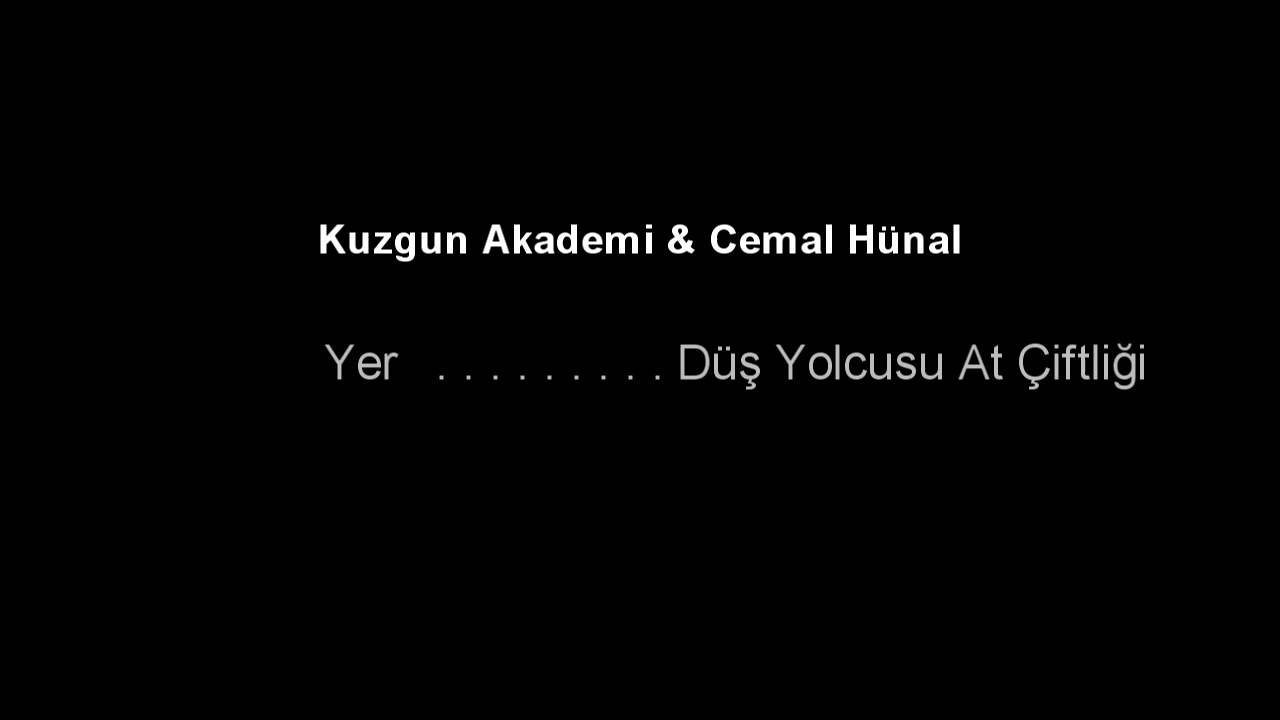 Kuzgun Akademi & Cemal Hünal
Yer . . . . . . . . . Düş Yolcusu At Çiftliği